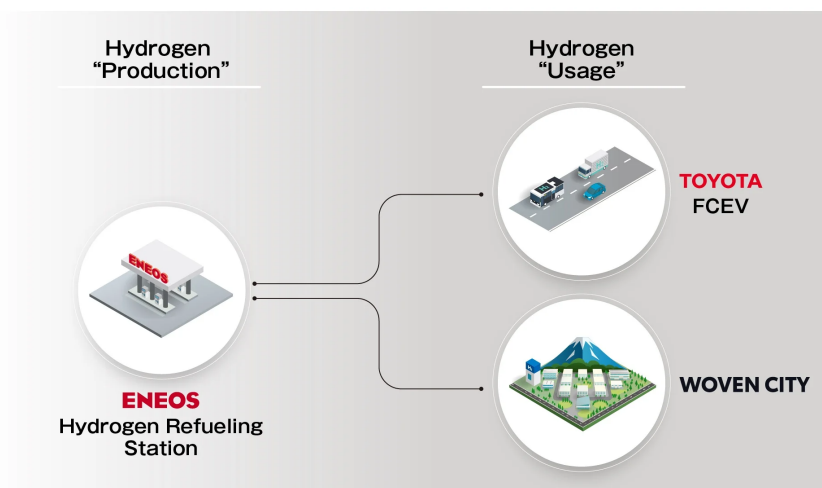 Hydrogen
“Production”
Hydrogen
“Usage”
TOYOTA
FCEV
ENEOS
ENEOS
Hydrogen Refueling
Station
WOVEN CITY